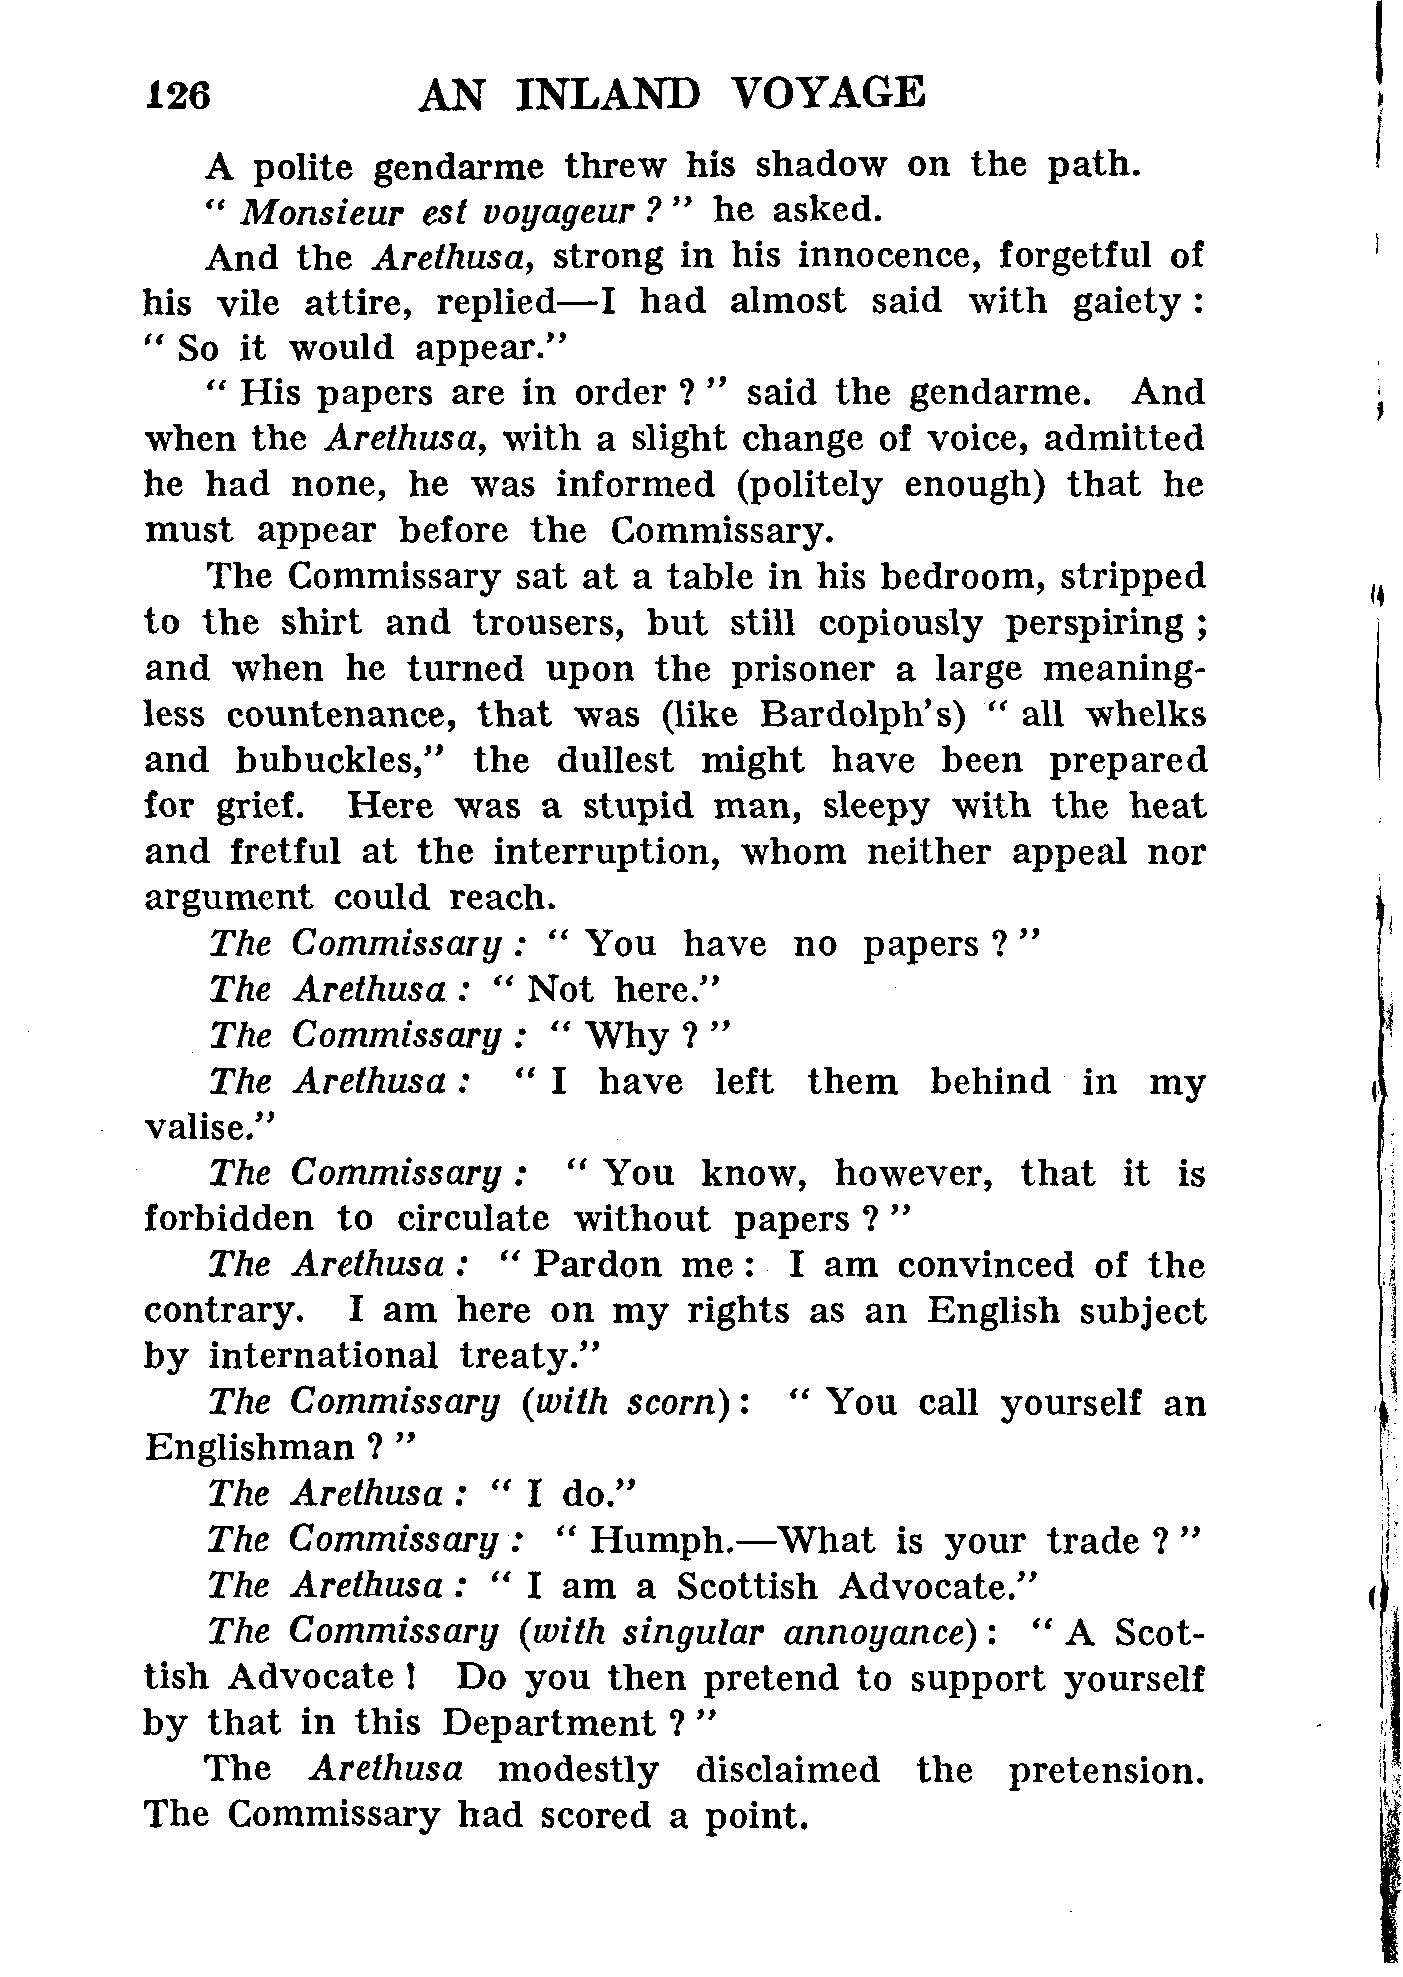 126 AN INLAND VOYAGE
A polite gendarme threw his shadow on the path.
“ Monsieur est voyageur ? ” he asked.
And the Arethusa, strong in his innocence, forgetful of
his vile attire, replied—I had almost said with gaiety :
“ So it would appear.”
“ His papers are in order ? ” said the gendarme. And
when the Arethusa, with a slight change of voice, admitted
he had none, he was informed (politely enough) that he
must appear before the Commissary.
The Commissary sat at a table in his bedroom, stripped
to the shirt and trousers, but still copiously perspiring ;
and when he turned upon the prisoner a large meaning-
less countenance, that was (like Bardolph’s) “ all whelks
and bubuckles,” the dullest might have been prepared
for grief. Here was a stupid man, sleepy with the heat
and fretful at the interruption, whom neither appeal nor
argument could reach.
The Commissary : “ You have no papers ? ”
The Arethusa : “ Not here.”
The Commissary : “ Why ? ”
The Arethusa : “ I have left them behind in my
valise.”
The Commissary : “ You know, however, that it is
forbidden to circulate without papers ? ”
The Arethusa : “ Pardon me : I am convinced of the
contrary. I am here on my rights as an English subject
by international treaty.”
The Commissary (with scorn) : “ You call yourself an
Englishman ? ”
The Arethusa : “ I do.”
The Commissary : “ Humph.—What is your trade ? ”
The Arethusa : “ I am a Scottish Advocate.”
The Commissary (with singular annoyance) : “ A Scot-
tish Advocate ! Do you then pretend to support yourself
by that in this Department ? ”
The Arethusa modestly disclaimed the pretension.
The Commissary had scored a point.